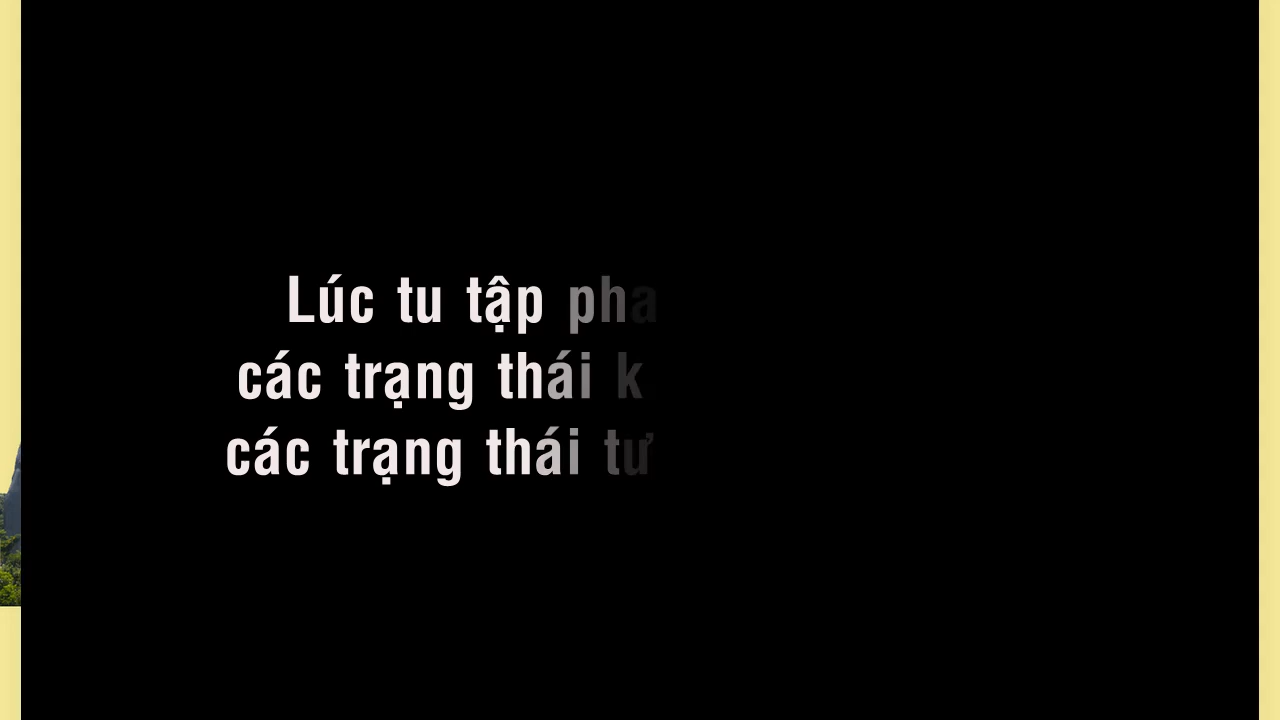 Lúc tu tập pha
các trạng thái k
các trạng thái tư